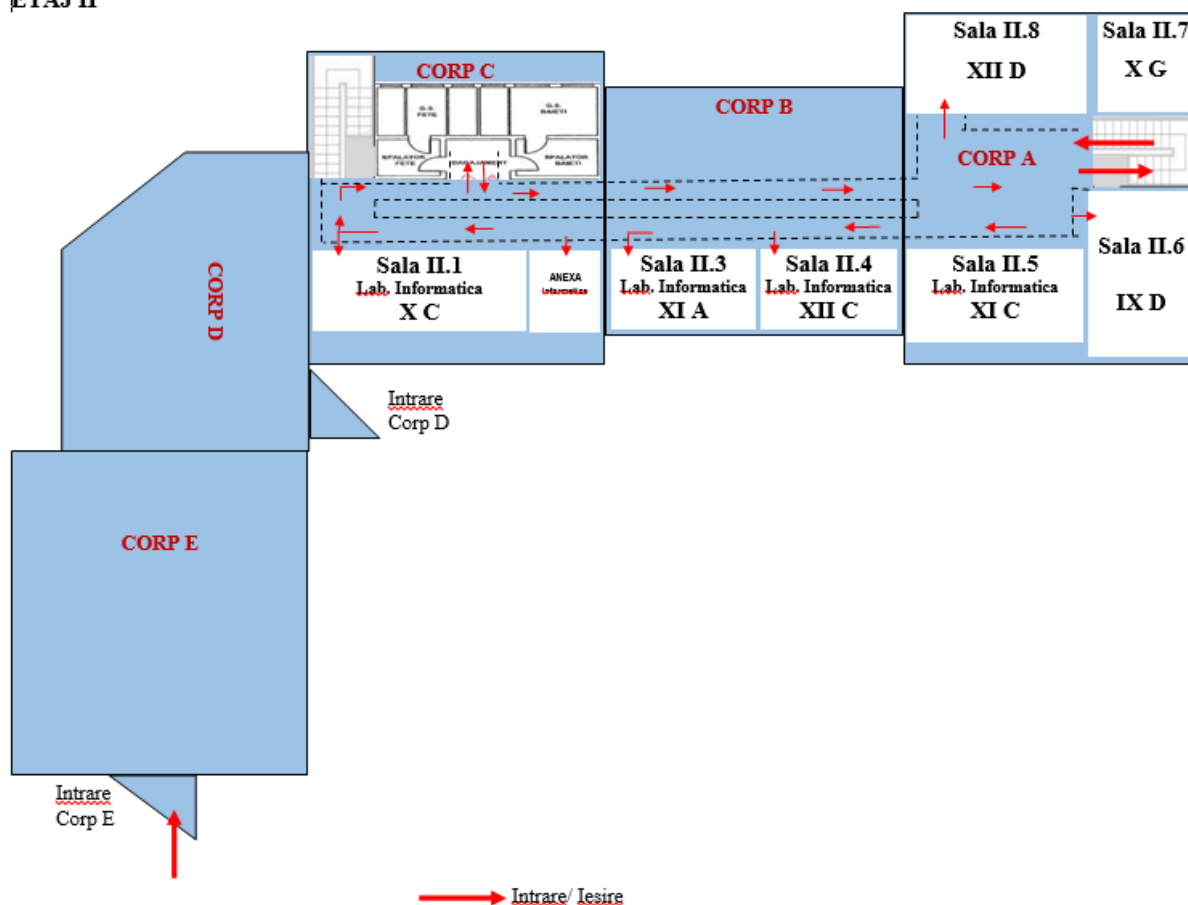 ETAJ II
Sala II.8
XII D
Sala II.7
X G
CORP C
G.S.
FETE
G.S.
BAIETI
SPALATOR
FETE
DAGAJAMENT
SPALATOR
BAIETI
CORP B
CORP A
CORP D
Sala II.1
Lab. Informatica
X C
ANEXA
Informatica
Sala II.3
Lab. Informatica
XI A
Sala II.4
Lab. Informatica
XII C
Sala II.5
Lab. Informatica
XI C
Sala II.6
IX D
Intrare
Corp D
CORP E
Intrare
Corp E
Intrare/ Iesire